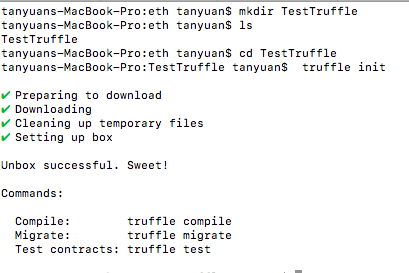 tanyuans-MacBook-Pro:eth tanyuan$ mkdir TestTruffle
tanyuans-MacBook-Pro:eth tanyuan$ ls
TestTruffle
tanyuans-MacBook-Pro:eth tanyuan$ cd TestTruffle
tanyuans-MacBook-Pro:TestTruffle tanyuan$  truffle init
✔ Preparing to download
✔ Downloading
✔ Cleaning up temporary files
✔ Setting up box
Unbox successful. Sweet!
Commands:
Compile: truffle compile
Migrate: truffle migrate
Test contracts: truffle test